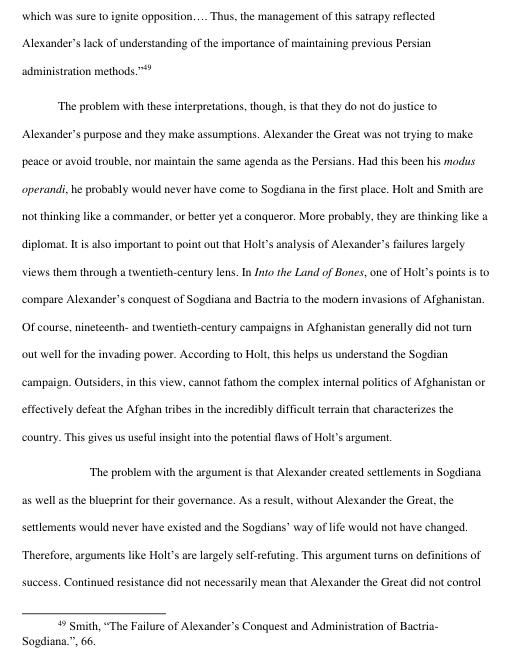 which was sure to ignite opposition…. Thus, the management of this satrapy reflected
Alexander’s lack of understanding of the importance of maintaining previous Persian
administration methods.”49
The problem with these interpretations, though, is that they do not do justice to
Alexander’s purpose and they make assumptions. Alexander the Great was not trying to make
peace or avoid trouble, nor maintain the same agenda as the Persians. Had this been his modus
operandi, he probably would never have come to Sogdiana in the first place. Holt and Smith are
not thinking like a commander, or better yet a conqueror. More probably, they are thinking like a
diplomat. It is also important to point out that Holt’s analysis of Alexander’s failures largely
views them through a twentieth-century lens. In Into the Land of Bones, one of Holt’s points is to
compare Alexander’s conquest of Sogdiana and Bactria to the modern invasions of Afghanistan.
Of course, nineteenth- and twentieth-century campaigns in Afghanistan generally did not turn
out well for the invading power. According to Holt, this helps us understand the Sogdian
campaign. Outsiders, in this view, cannot fathom the complex internal politics of Afghanistan or
effectively defeat the Afghan tribes in the incredibly difficult terrain that characterizes the
country. This gives us useful insight into the potential flaws of Holt’s argument.
The problem with the argument is that Alexander created settlements in Sogdiana
as well as the blueprint for their governance. As a result, without Alexander the Great, the
settlements would never have existed and the Sogdians’ way of life would not have changed.
Therefore, arguments like Holt’s are largely self-refuting. This argument turns on definitions of
success. Continued resistance did not necessarily mean that Alexander the Great did not control
49 Smith, “The Failure of Alexander’s Conquest and Administration of Bactria-
Sogdiana.”, 66.